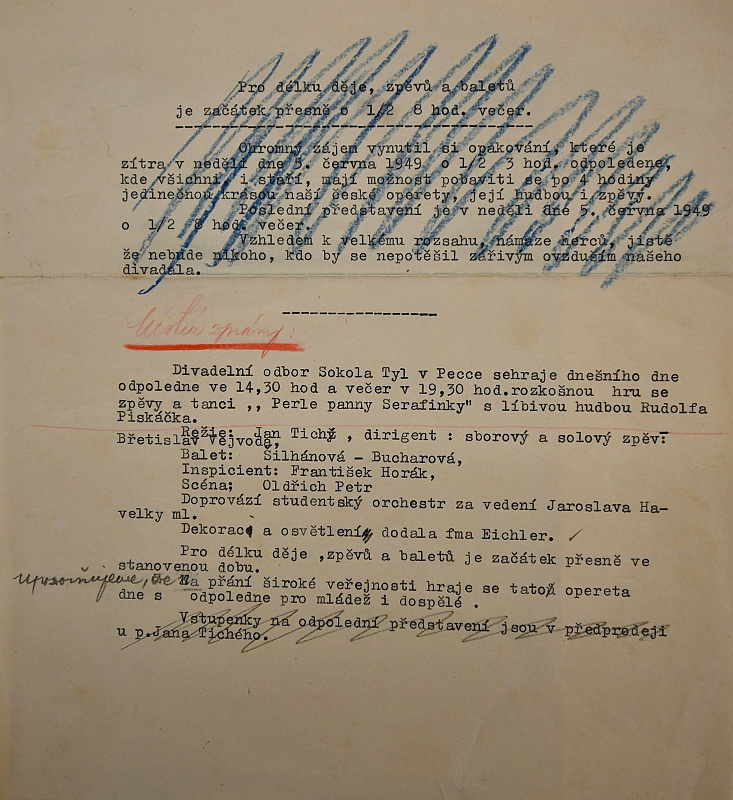 Pro délku děje, zpěvů a baletů
je začátek přesně o 1/2 8 hod. večer.
Ohromný zájem vynutil si opakování, které je
zítra v neděli dne 5. června 1949 o 1/2 3 hod. odpoledene,
kde všichni i staří, mají možnost pobaviti se po 4 hodiny
jedinečnou krásou naší české operety, její hudbou i zpěvy.
Poslední představení je v neděli dne 5. června 1949
o 1/2 8 hod. večer.
Vzhledem k velkému rozsahu, námaze herců, jistě
že nebude nikoho, kdo by se nepotěšil zářivým ovzduším našeho
divadala.
Místní zprávy:
Divadelní odbor Sokola Tyl v Pecce sehraje dnešního dne
odpoledne ve 14,30 hod a večer v 19,30 hod.rozkošnou hru se
zpěvy a tanci ,, Perle panny Serafinky" s líbivou hudbou Rudolfa
Piskáčka.
Režie: Jan Tichý , dirigent : sborový a solový zpěv:
Břetislav Vejvoda,
Balet: Šilhánová - Bucharová,
Inspicient: František Horák,
Scéna; Oldřich Petr
Doprovází studentský orchestr za vedení Jaroslava Ha-
velky ml.
Dekorace a osvětlení dodala fma Eichler.
Pro délku děje ,zpěvů a baletů je začátek přesně ve
stanovenou dobu.
Upozorňujeme, že na přání široké veřejnosti hraje se tato opereta
dne s odpoledne pro mládež i dospělé .
Vstupenky na odpolední představení jsou v předprodeji
u p.Jana Tichého.